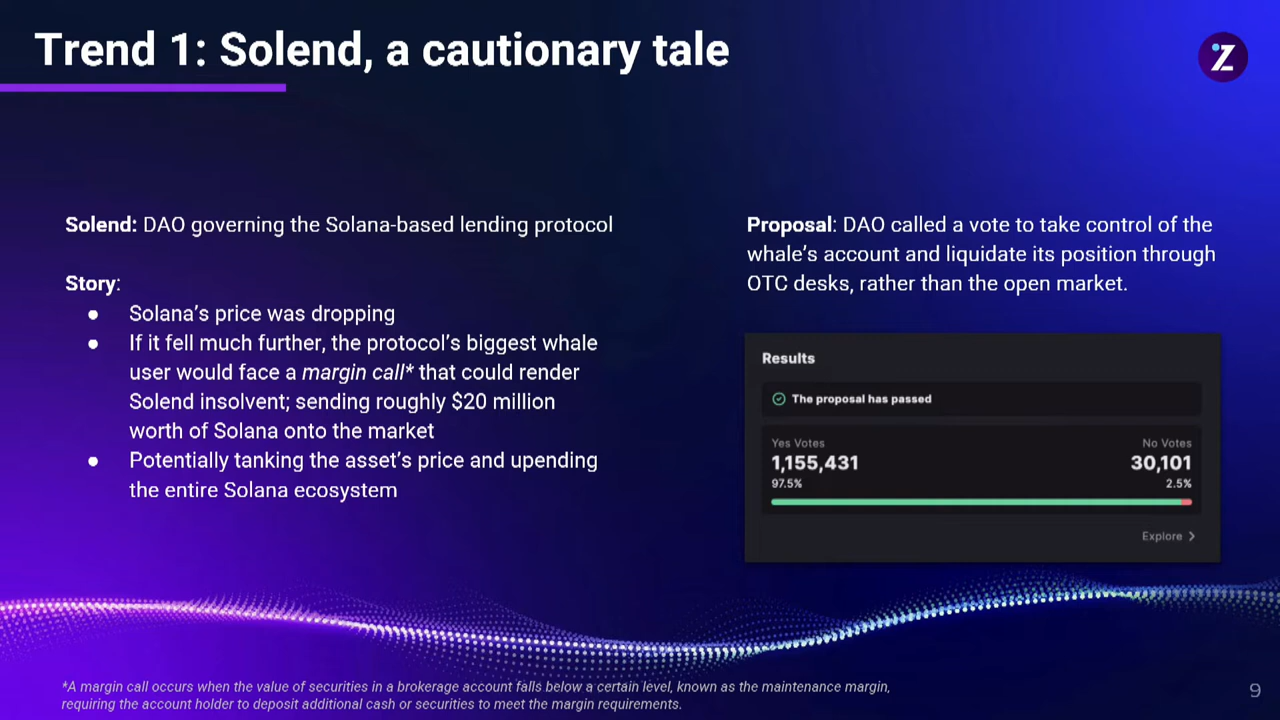 Trend 1: Solend, a cautionary tale
Z
Solend: DAO governing the Solana-based lending protocol
Story:
● Solana's price was dropping
● If it fell much further, the protocol's biggest whale
user would face a margin call* that could render
Solend insolvent; sending roughly $20 million
worth of Solana onto the market
● Potentially tanking the asset's price and upending
the entire Solana ecosystem
Proposal: DAO called a vote to take control of the
whale's account and liquidate its position through
OTC desks, rather than the open market.
Results
The proposal has passed
Yes Votes No Votes
1,155,431 30,101
97.5% 2.5%
Explore >
*A margin call occurs when the value of securities in a brokerage account falls below a certain level, known as the maintenance margin,
requiring the account holder to deposit additional cash or securities to meet the margin requirements.
9